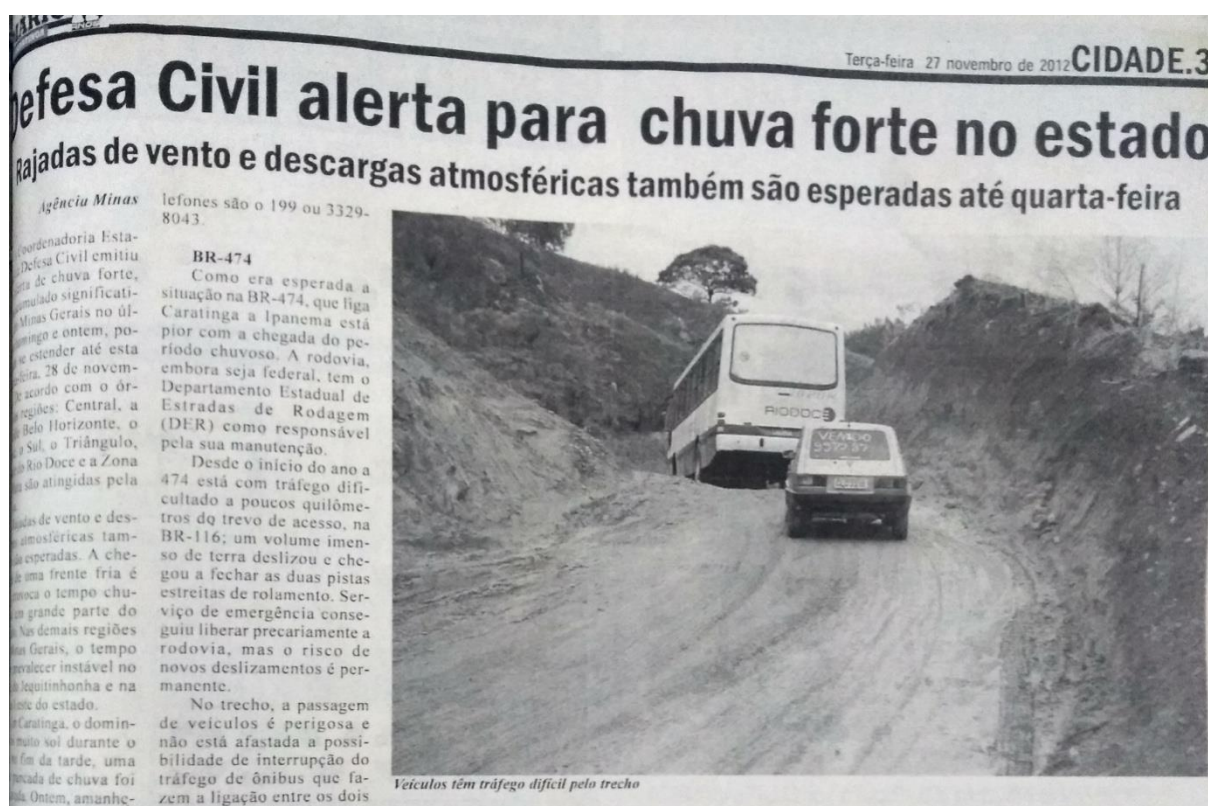 ANOS
Terça-feira 27 novembro de 2012 CIDADE.3
Defesa Civil alerta para chuva forte no estado
Rajadas de vento e descargas atmosféricas também são esperadas até quarta-feira
Agência Minas
Coordenadoria Esta-
Defesa Civil emitiu
de chuva forte,
significati-
Minas Gerais no úl-
e ontem, po-
se estender até esta
28 de novem-
acordo com o ór-
regiões: Central, a
Belo Horizonte, o
Sul, o Triângulo,
Rio Doce e a Zona
são atingidas pela
de vento e des-
atmosféricas tam-
esperadas. A che-
de uma frente fria é
o tempo chu-
grande parte do
Nas demais regiões
Gerais, o tempo
instável no
Jequitinhonha e na
do estado.
Caratinga, o domin-
muito sol durante o
fim da tarde, uma
pancada de chuva foi
Ontem, amanhe-
lefones são o 199 ou 3329-
8043.
BR-474
Como era esperada a
situação na BR-474, que liga
Caratinga a Ipanema está
pior com a chegada do pe-
ríodo chuvoso. A rodovia,
embora seja federal, tem o
Departamento Estadual de
Estradas de Rodagem
(DER) como responsável
pela sua manutenção.
Desde o início do ano a
474 está com tráfego difi-
cultado a poucos quilôme-
tros do trevo de acesso, na
BR-116; um volume imen-
so de terra deslizou e che-
gou a fechar as duas pistas
estreitas de rolamento. Ser-
viço de emergência conse-
guiu liberar precariamente a
rodovia, mas o risco de
novos deslizamentos é per-
manente.
No trecho, a passagem
de veículos é perigosa e
não está afastada a possi-
bilidade de interrupção do
tráfego de ônibus que fa-
zem a ligação entre os dois
RIODOCE
VENDO
Veículos têm tráfego difícil pelo trecho